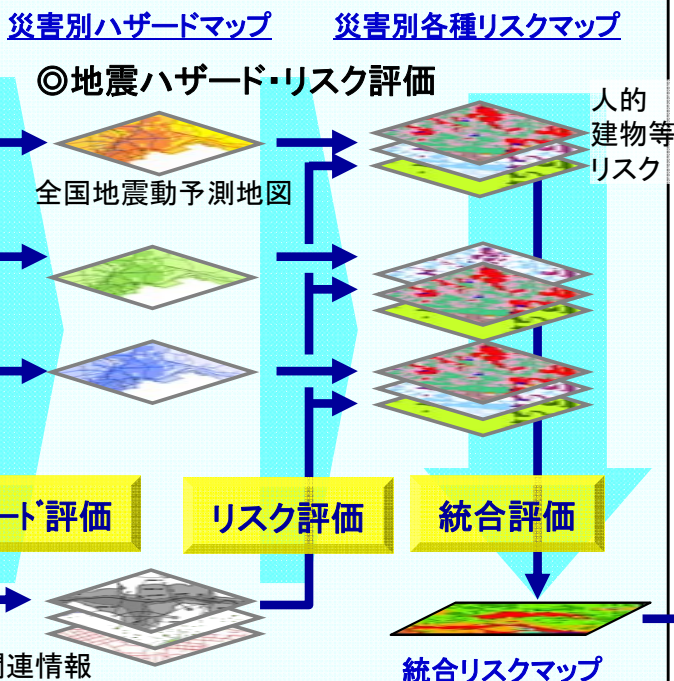 災害別ハザードマップ
災害別各種リスクマップ
◎地震ハザード・リスク評価
人的
建物等
リスク
全国地震動予測地図
ード評価
リスク評価
統合評価
関連情報
統合リスクマップ